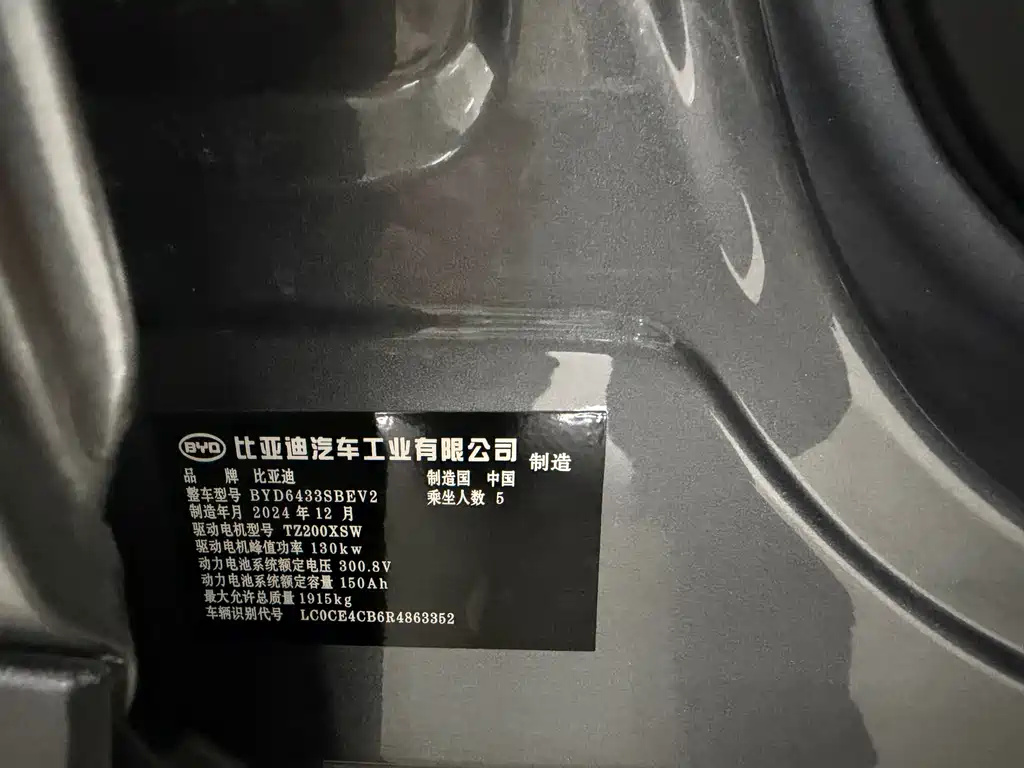 BYD 比亚迪汽车工业有限公司 制造
品 牌 比亚迪 制造国 中国
整车型号 BYD6433SBEV2 乘坐人数 5
制造年月 2024 年 12 月
驱动电机型号 TZ200XSW
驱动电机峰值功率 130kw
动力电池系统额定电压 300.8V
动力电池系统额定容量 150Ah
最大允许总质量 1915kg
车辆识别代号 LC0CE4CB6R4863352